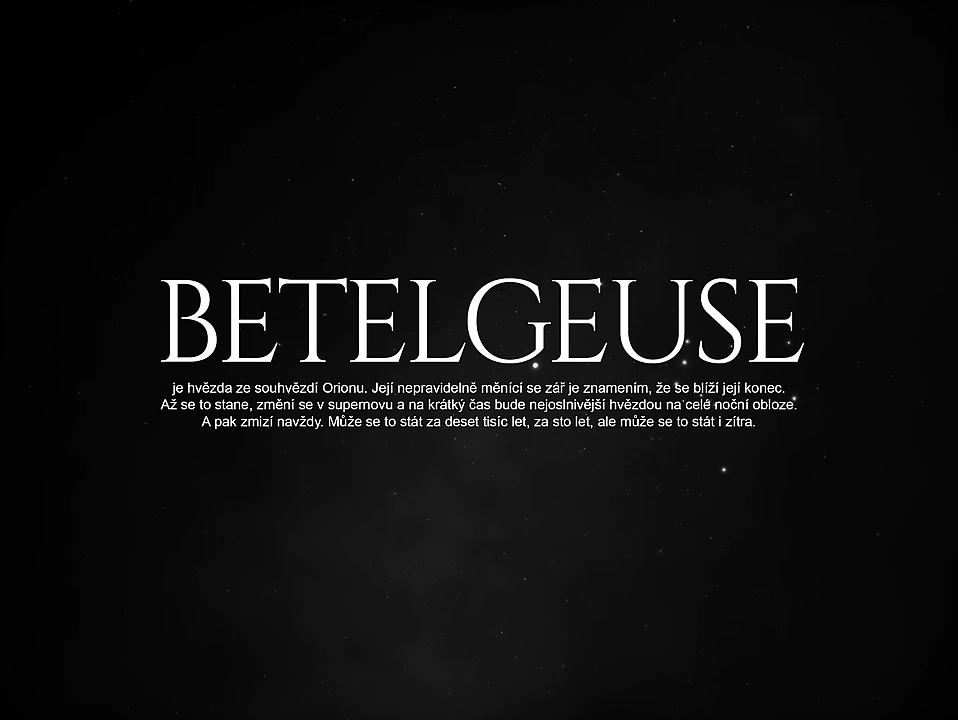 BETELGEUSE
je hvězda ze souhvězdí Orionu. Její nepravidelně měnící se zář je znamením, že se blíží její konec.
Až se to stane, změní se v supernovu a na krátký čas bude nejoslnivější hvězdou na celé noční obloze.
A pak zmizí navždy. Může se to stát za deset tisíc let, za sto let, ale může se to stát i zítra.